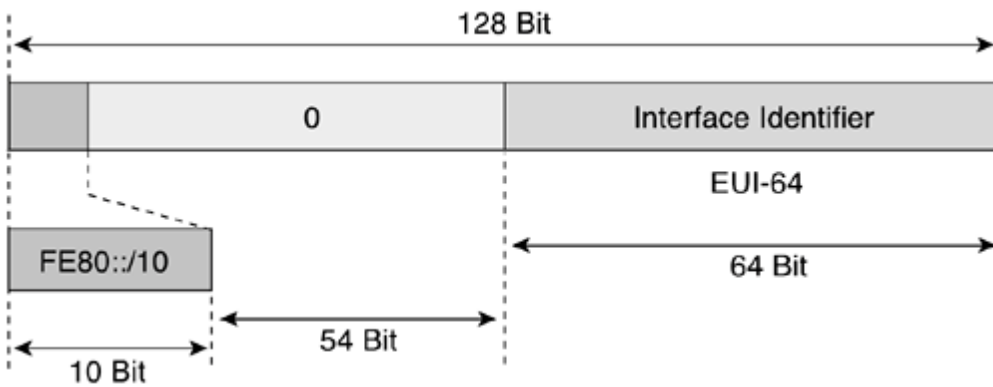 128 Bit
0
Interface Identifier
EUI-64
FE80::/10
64 Bit
54 Bit
10 Bit